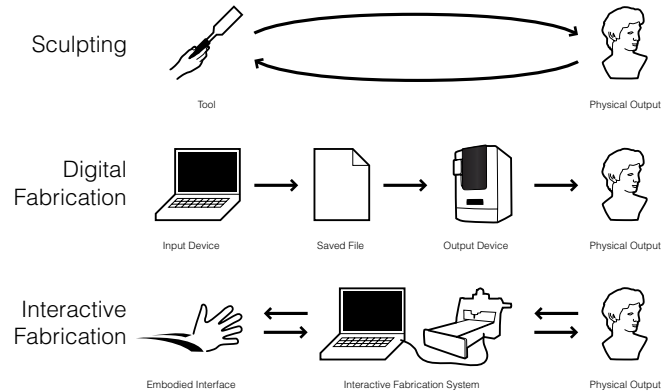 Sculpting
Tool
Physical Output
Digital
Fabrication
Input Device
Saved File
Output Device
Physical Output
Interactive
Fabrication
Embodied Interface
Interactive Fabrication System
Physical Output